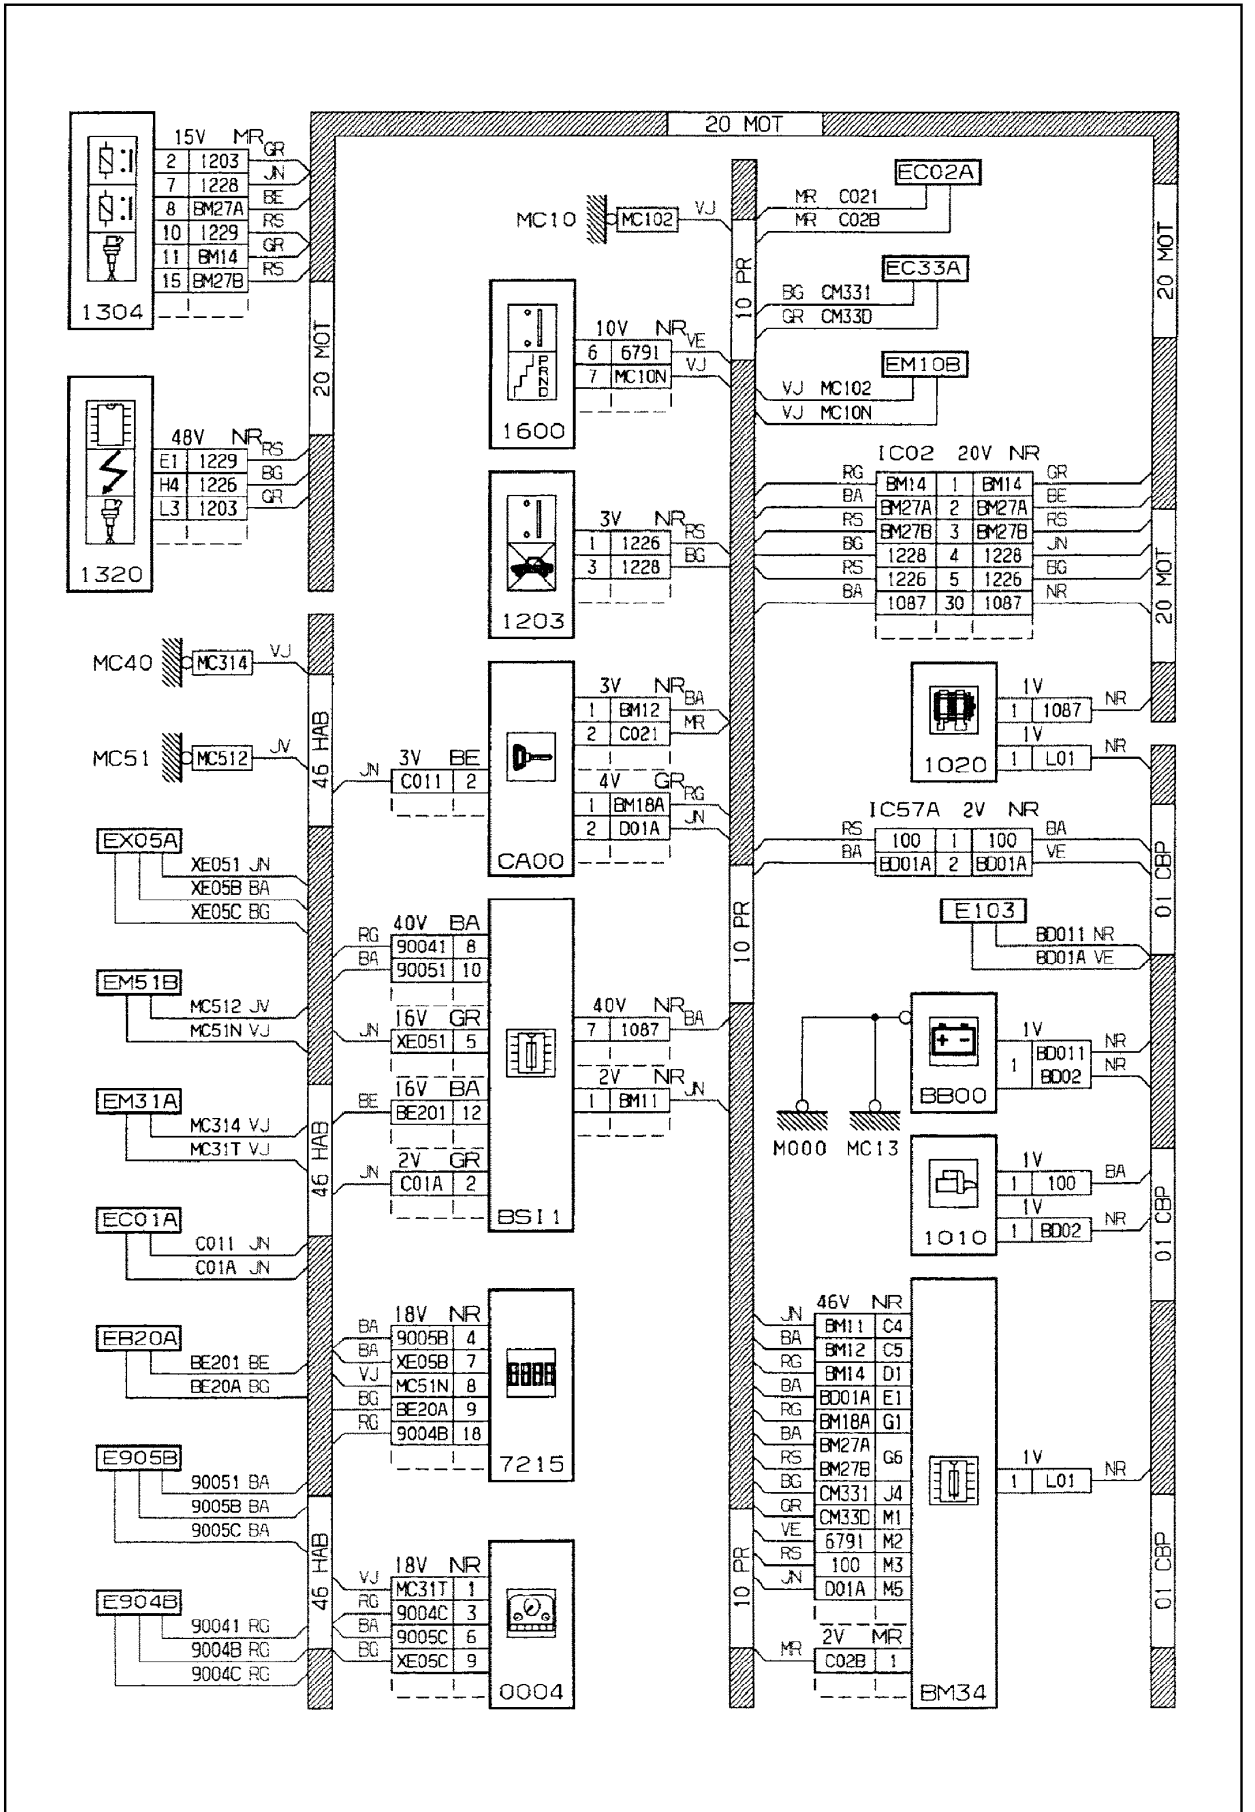 20 MOT
15V MR
2 1203 GR
7 1228 JN
8 BM27A BE
10 1229 RS
11 BM14 GR
15 BM27B RS
1304
20 MOT
48V NR
E1 1229 RS
H4 1226 BG
L3 1203 GR
1320
MC40 MC314 VJ
MC51 MC512 JV
46 HAB
EX05A
XE051 JN
XE05B BA
XE05C BG
EM51B
MC512 JV
MC51N VJ
EM31A
MC314 VJ
MC31T VJ
46 HAB
EC01A
C011 JN
C01A JN
EB20A
BE201 BE
BE20A BG
E905B
90051 BA
9005B BA
9005C BA
46 HAB
E904B
90041 RG
9004B RG
9004C RG
MC10 MC102 VJ
10V NR
6 6791 VE
7 MC10N VJ
P
R
N
D
1600
3V NR
1 1226 RS
3 1228 BG
1203
3V NR
1 BM12 BA
2 C021 MR
3V BE
JN C011 2
4V GR
1 BM18A RG
2 D01A JN
CA00
40V BA
RG 90041 8
BA 90051 10
16V GR
JN XE051 5
40V NR
7 1087 BA
16V BA
BE BE201 12
2V NR
1 BM11 JN
2V GR
JN C01A 2
BSI1
18V NR
BA 9005B 4
BA XE05B 7
VJ MC51N 8
BG BE20A 9
RG 9004B 18
7215
18V NR
VJ MC31T 1
RG 9004C 3
BA 9005C 6
BG XE05C 9
0004
10 PR
10 PR
10 PR
EC02A
MR C021
MR C02B
EC33A
BG CM331
GR CM33D
EM10B
VJ MC102
VJ MC10N
20 MOT
IC02 20V NR
RG BM14 1 BM14 GR
BA BM27A 2 BM27A BE
RS BM27B 3 BM27B RS
BG 1228 4 1228 JN
RS 1226 5 1226 BG
BA 1087 30 1087 NR
20 MOT
1V
1 1087 NR
1V
1 L01 NR
1020
IC57A 2V NR
RS 100 1 100 BA
BA BD01A 2 BD01A VE
01 CBP
E103
BD011 NR
BD01A VE
1V
1 BD011 NR
BD02 NR
BB00
M000 MC13
1V
1 100 BA
1V
1 BD02 NR
1010
01 CBP
46V NR
JN BM11 C4
BA BM12 C5
RG BM14 D1
BA BD01A E1
RG BM18A G1
BA BM27A G6
RS BM27B
BG CM331 J4
GR CM33D M1
VE 6791 M2
RS 100 M3
JN D01A M5
1V
1 L01 NR
2V MR
MR C02B 1
BM34
01 CBP